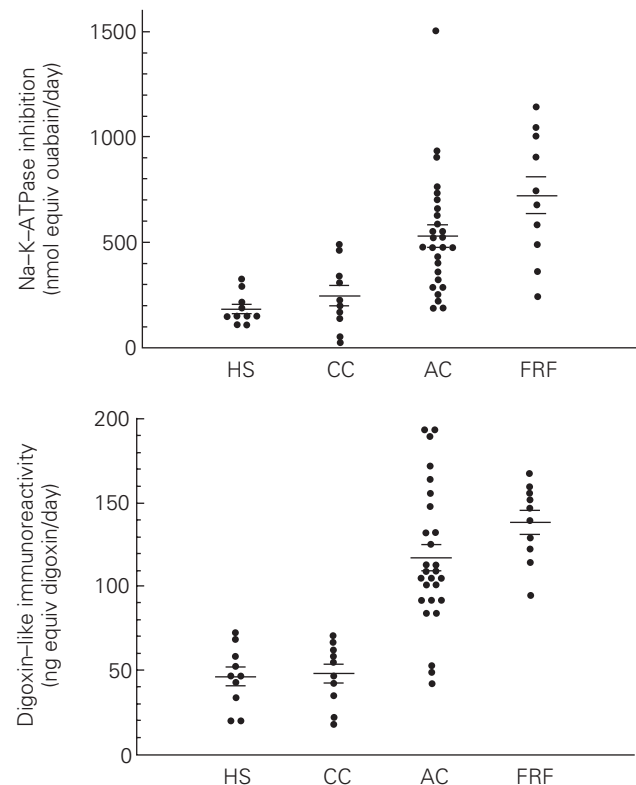 Na–K–ATPase inhibition
(nmol equiv ouabain/day)
1500
1000
500
0
HS CC AC FRF
Digoxin–like immunoreactivity
(ng equiv digoxin/day)
200
150
100
50
0
HS CC AC FRF